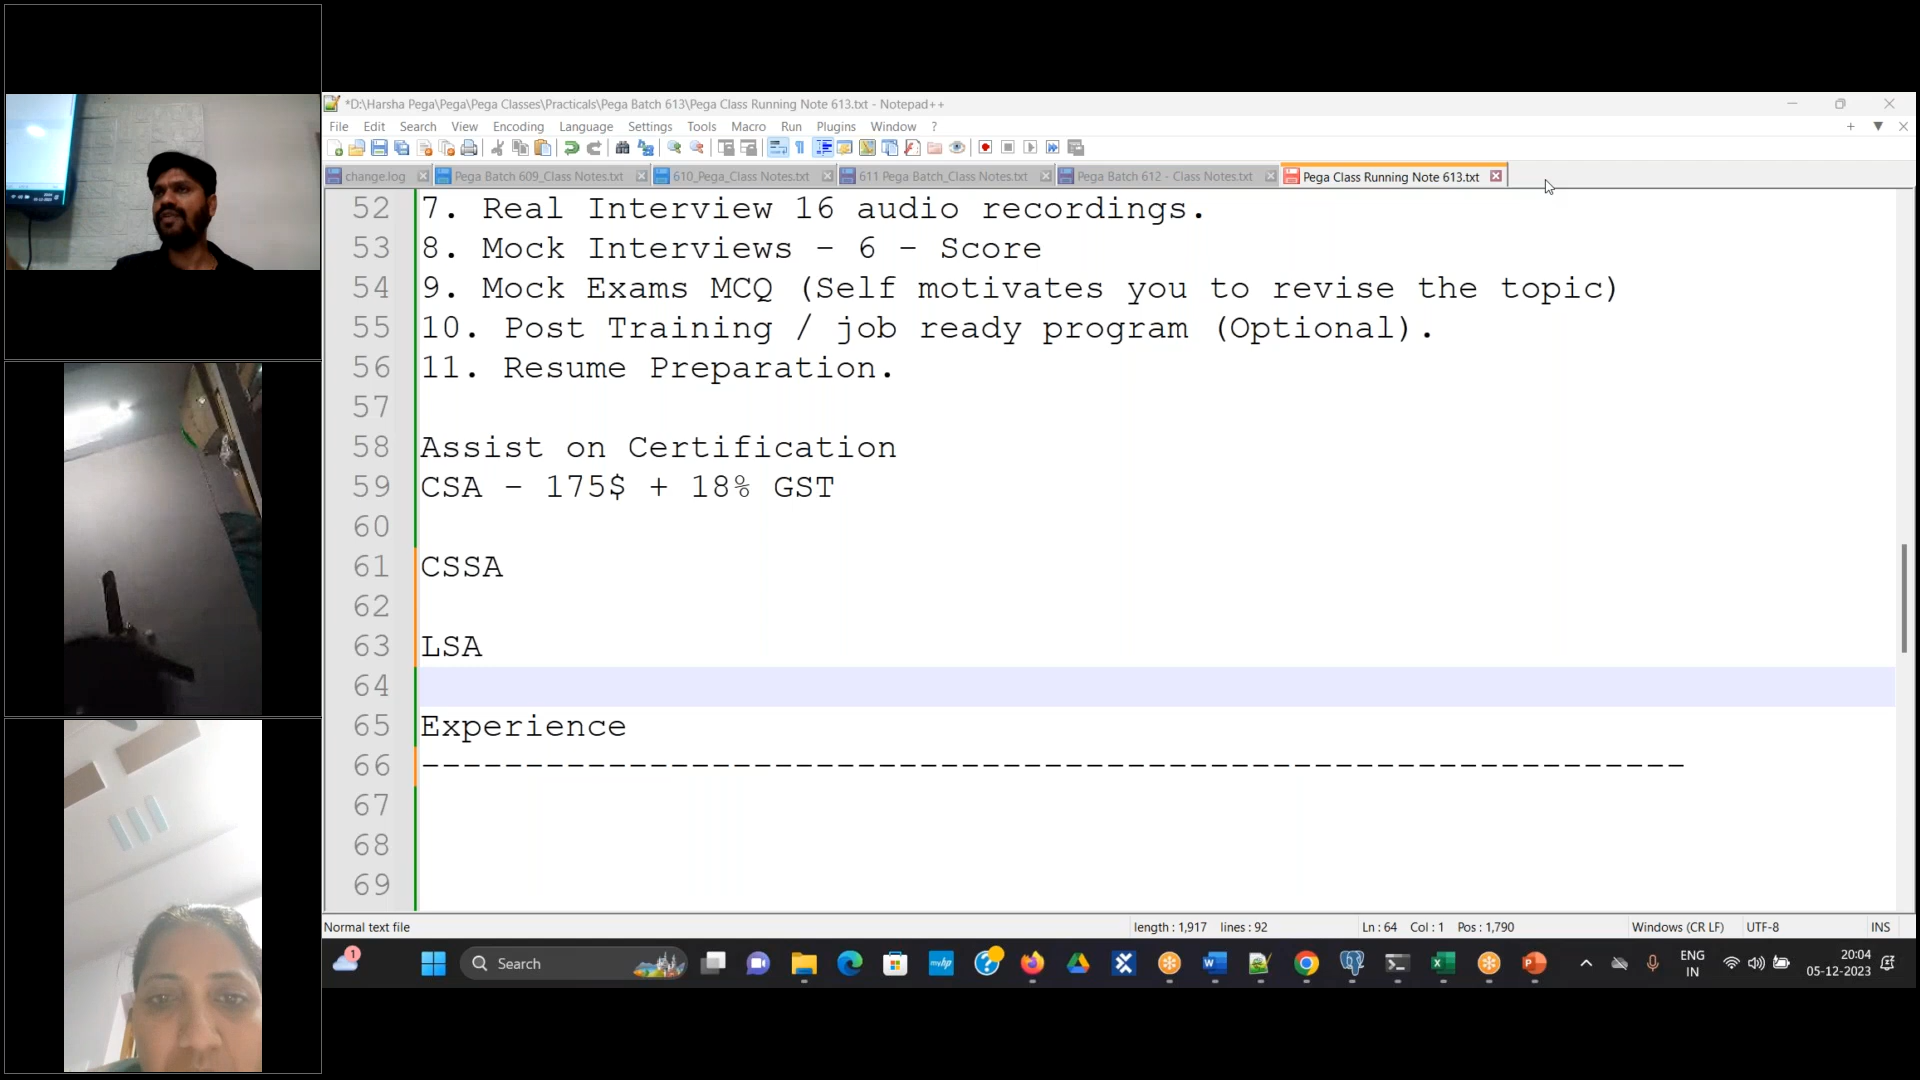 *D:\Harsha Pega\Pega\Pega Classes\Practicals\Pega Batch 613\Pega Class Running Note 613.txt - Notepad++
File Edit Search View Encoding Language Settings Tools Macro Run Plugins Window ?
change.log Pega Batch 609_Class Notes.txt 610_Pega_Class Notes.txt 611 Pega Batch_Class Notes.txt Pega Batch 612 - Class Notes.txt Pega Class Running Note 613.txt
52 7. Real Interview 16 audio recordings.
53 8. Mock Interviews - 6 - Score
54 9. Mock Exams MCQ (Self motivates you to revise the topic)
55 10. Post Training / job ready program (Optional).
56 11. Resume Preparation.
57
58 Assist on Certification
59 CSA - 175$ + 18% GST
60
61 CSSA
62
63 LSA
64
65 Experience
66 -------------------------------------------------------------
67
68
69
Normal text file length : 1,917 lines : 92 Ln : 64 Col : 1 Pos : 1,790 Windows (CR LF) UTF-8 INS
1 Search myhp ENG 20:04
IN 05-12-2023